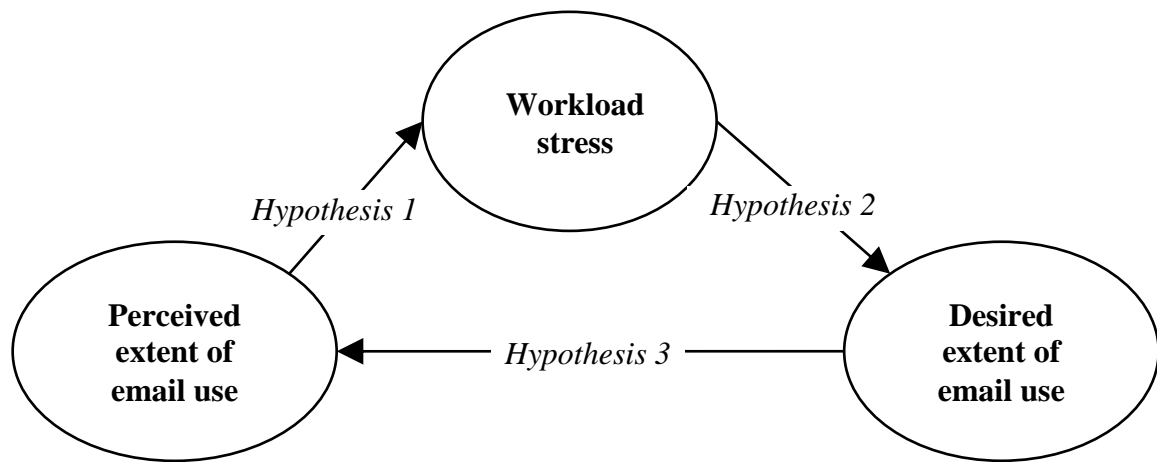 Workload
stress
Hypothesis 1
Hypothesis 2
Perceived
extent of
email use
Hypothesis 3
Desired
extent of
email use